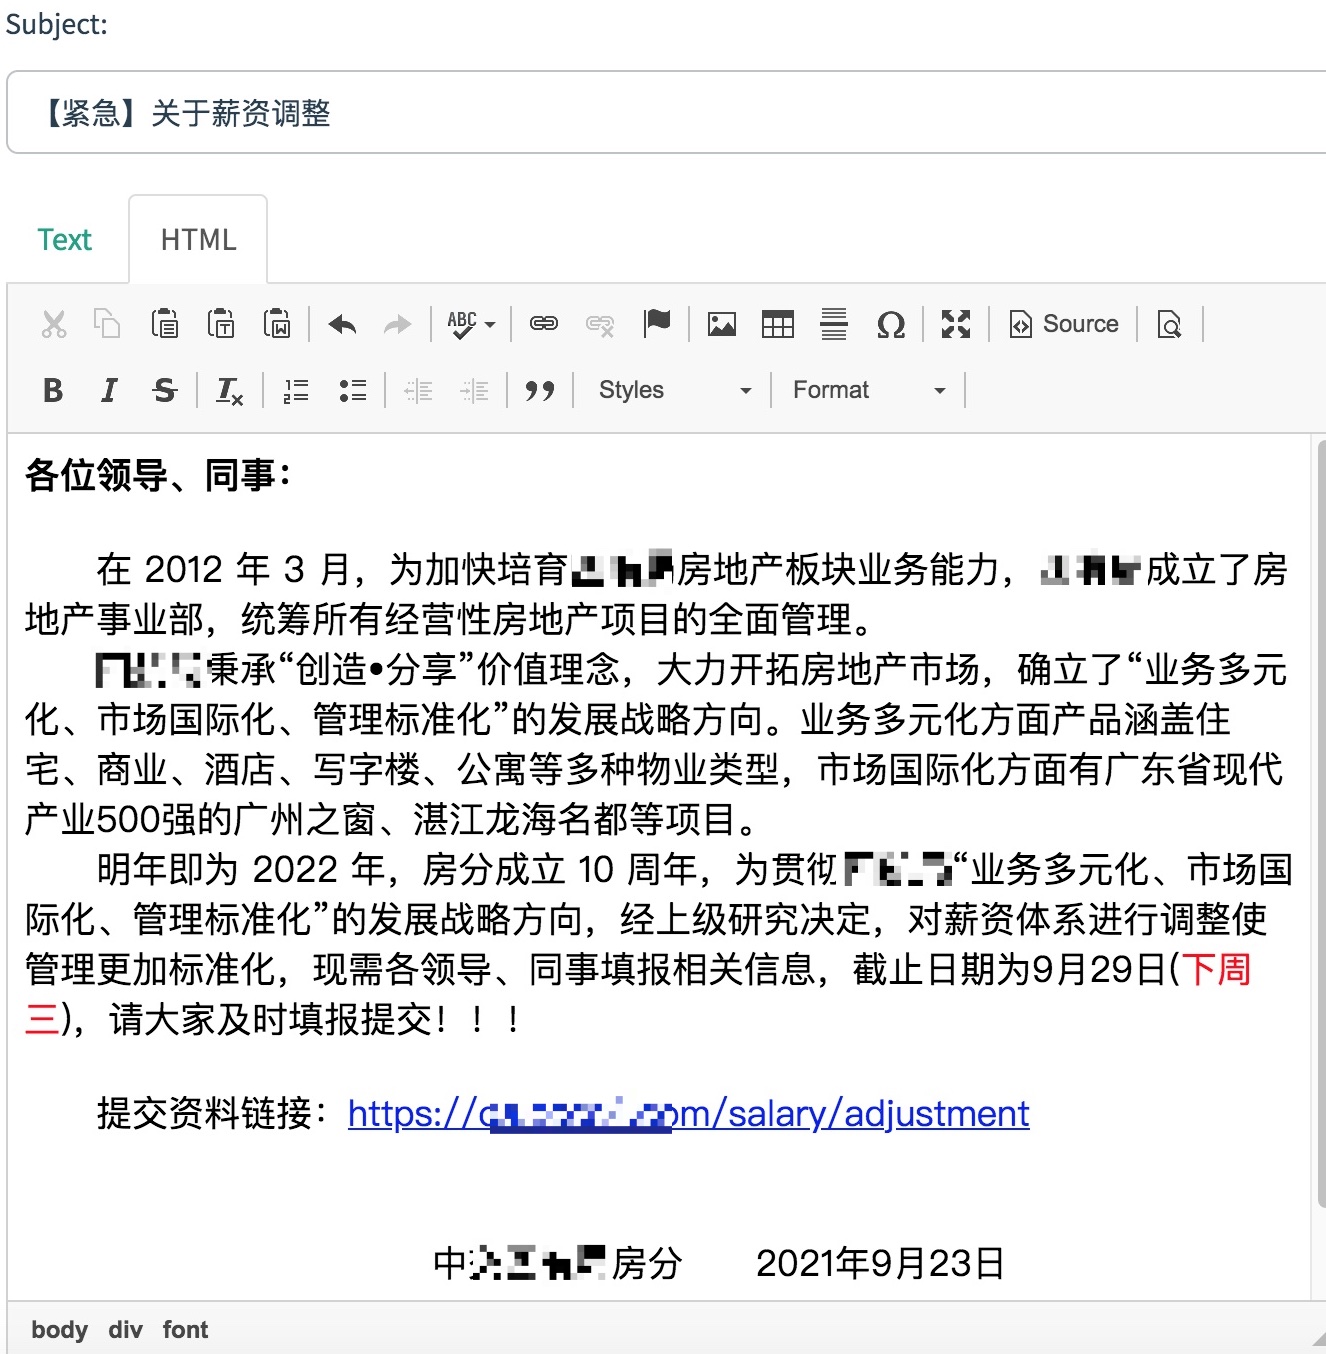 Subject:
【紧急】关于薪资调整
Text HTML
ABC Source
B I S Tx Styles Format
各位领导、同事：
在 2012 年 3 月，为加快培育房地产板块业务能力，成立了房
地产事业部，统筹所有经营性房地产项目的全面管理。
秉承“创造•分享”价值理念，大力开拓房地产市场，确立了“业务多元
化、市场国际化、管理标准化”的发展战略方向。业务多元化方面产品涵盖住
宅、商业、酒店、写字楼、公寓等多种物业类型，市场国际化方面有广东省现代
产业500强的广州之窗、湛江龙海名都等项目。
明年即为 2022 年，房分成立 10 周年，为贯彻“业务多元化、市场国
际化、管理标准化”的发展战略方向，经上级研究决定，对薪资体系进行调整使
管理更加标准化，现需各领导、同事填报相关信息，截止日期为9月29日(下周
三)，请大家及时填报提交！！！
提交资料链接：https://om/salary/adjustment
中房分 2021年9月23日
body div font